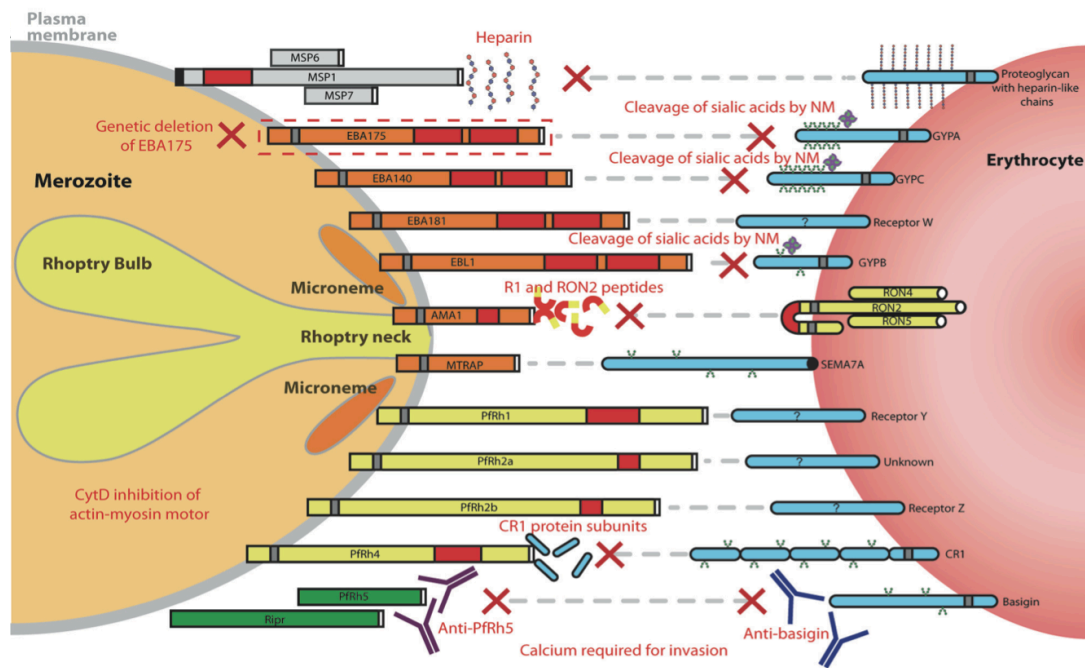 Plasma
membrane
MSP6
MSP1
MSP7
Heparin
Proteoglycan
with heparin-like
chains
Genetic deletion
of EBA175
EBA175
Cleavage of sialic acids by NM
GYPA
Merozoite
EBA140
Cleavage of sialic acids by NM
GYPC
Erythrocyte
EBA181
?
Receptor W
Cleavage of sialic acids by NM
EBL1
GYPB
Rhoptry Bulb
Microneme
R1 and RON2 peptides
AMA1
RON4
RON2
RON5
Rhoptry neck
MTRAP
SEMA7A
Microneme
PfRh1
?
Receptor Y
PfRh2a
?
Unknown
CytD inhibition of
actin-myosin motor
PfRh2b
?
Receptor Z
CR1 protein subunits
PfRh4
CR1
PfRh5
Ripr
Anti-PfRh5
Anti-basigin
Basigin
Calcium required for invasion